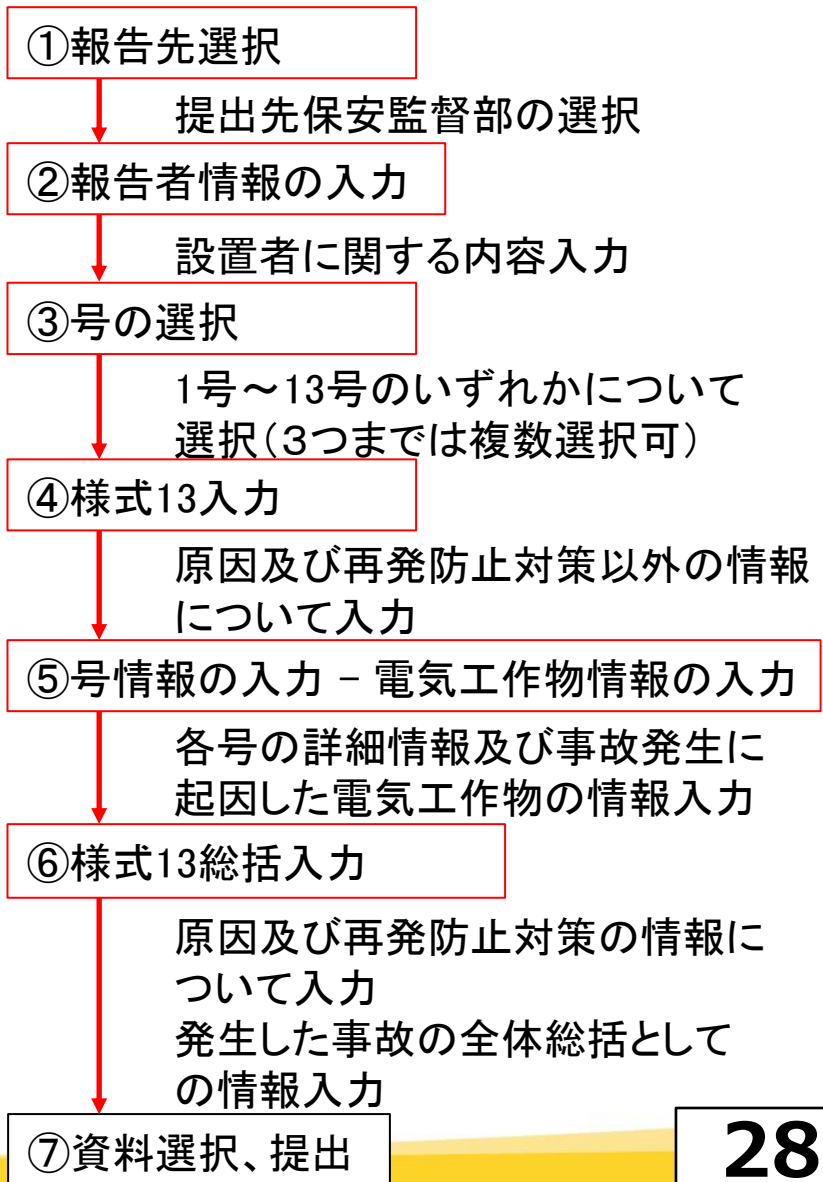 ①報告先選択
提出先保安監督部の選択
②報告者情報の入力
設置者に関する内容入力
③号の選択
1号～13号のいずれかについて
選択（３つまでは複数選択可）
④様式13入力
原因及び再発防止対策以外の情報
について入力
⑤号情報の入力 – 電気工作物情報の入力
各号の詳細情報及び事故発生に
起因した電気工作物の情報入力
⑥様式13総括入力
原因及び再発防止対策の情報に
ついて入力
発生した事故の全体総括として
の情報入力
⑦資料選択、提出
28